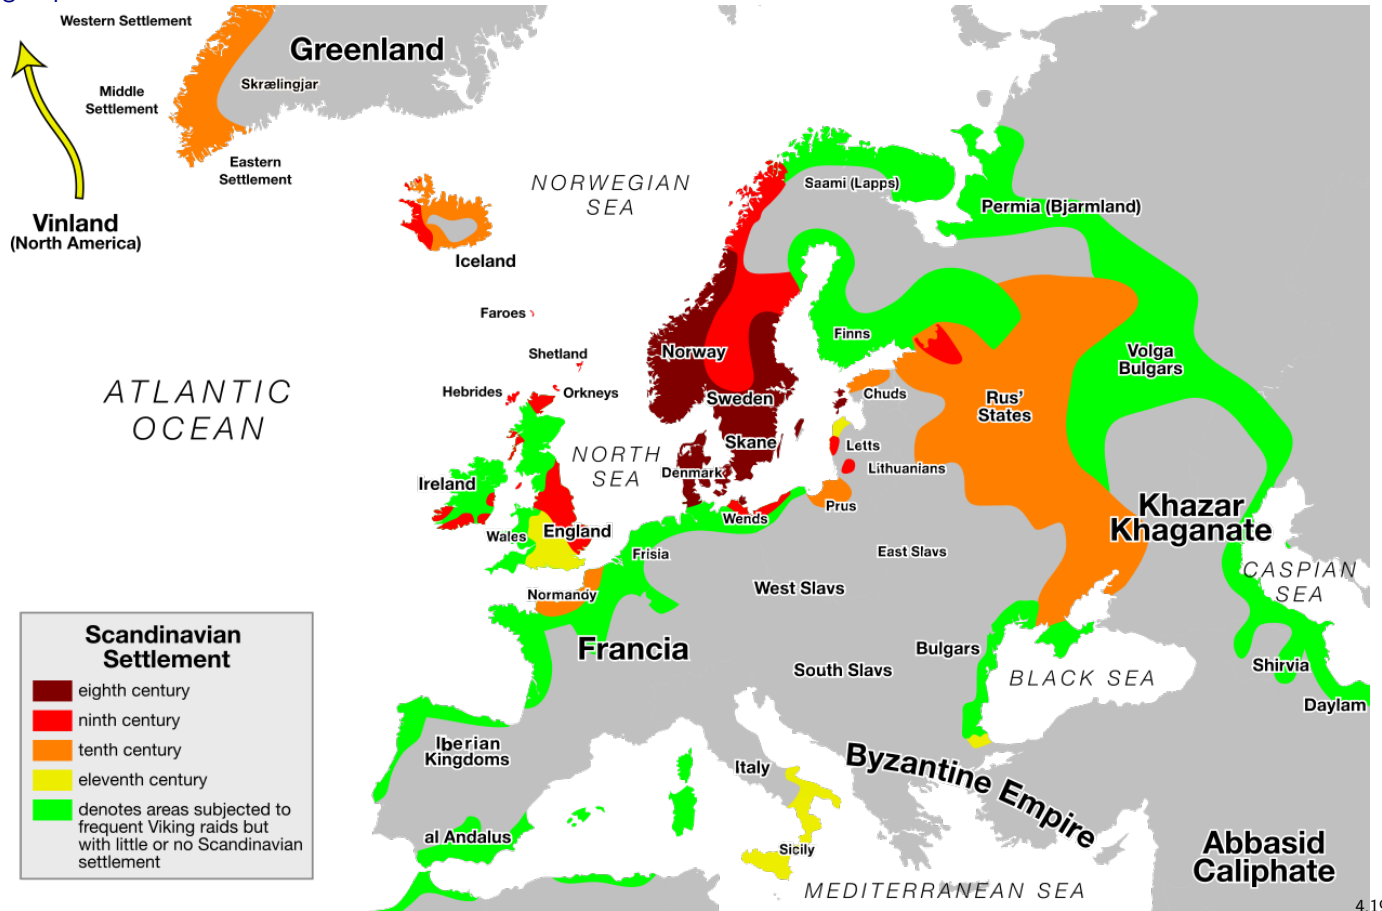 Western Settlement
Greenland
Skrælingjar
Middle
Settlement
Eastern
Settlement
Vinland
(North America)
NORWEGIAN
SEA
Saami (Lapps)
Permia (Bjarmland)
Iceland
Faroes
Shetland
Hebrides
Orkneys
ATLANTIC
OCEAN
NORTH
SEA
Norway
Sweden
Skane
Denmark
Finns
Chuds
Rus'
States
Volga
Bulgars
Letts
Lithuanians
Ireland
Wales
England
Wends
Prus
Frisia
East Slavs
Khazar
Khaganate
CASPIAN
SEA
Normandy
West Slavs
Francia
South Slavs
Bulgars
BLACK SEA
Shirvia
Daylam
Scandinavian
Settlement
eighth century
ninth century
tenth century
eleventh century
denotes areas subjected to
frequent Viking raids but
with little or no Scandinavian
settlement
Iberian
Kingdoms
Italy
Byzantine Empire
al Andalus
Sicily
MEDITERRANEAN SEA
Abbasid
Caliphate